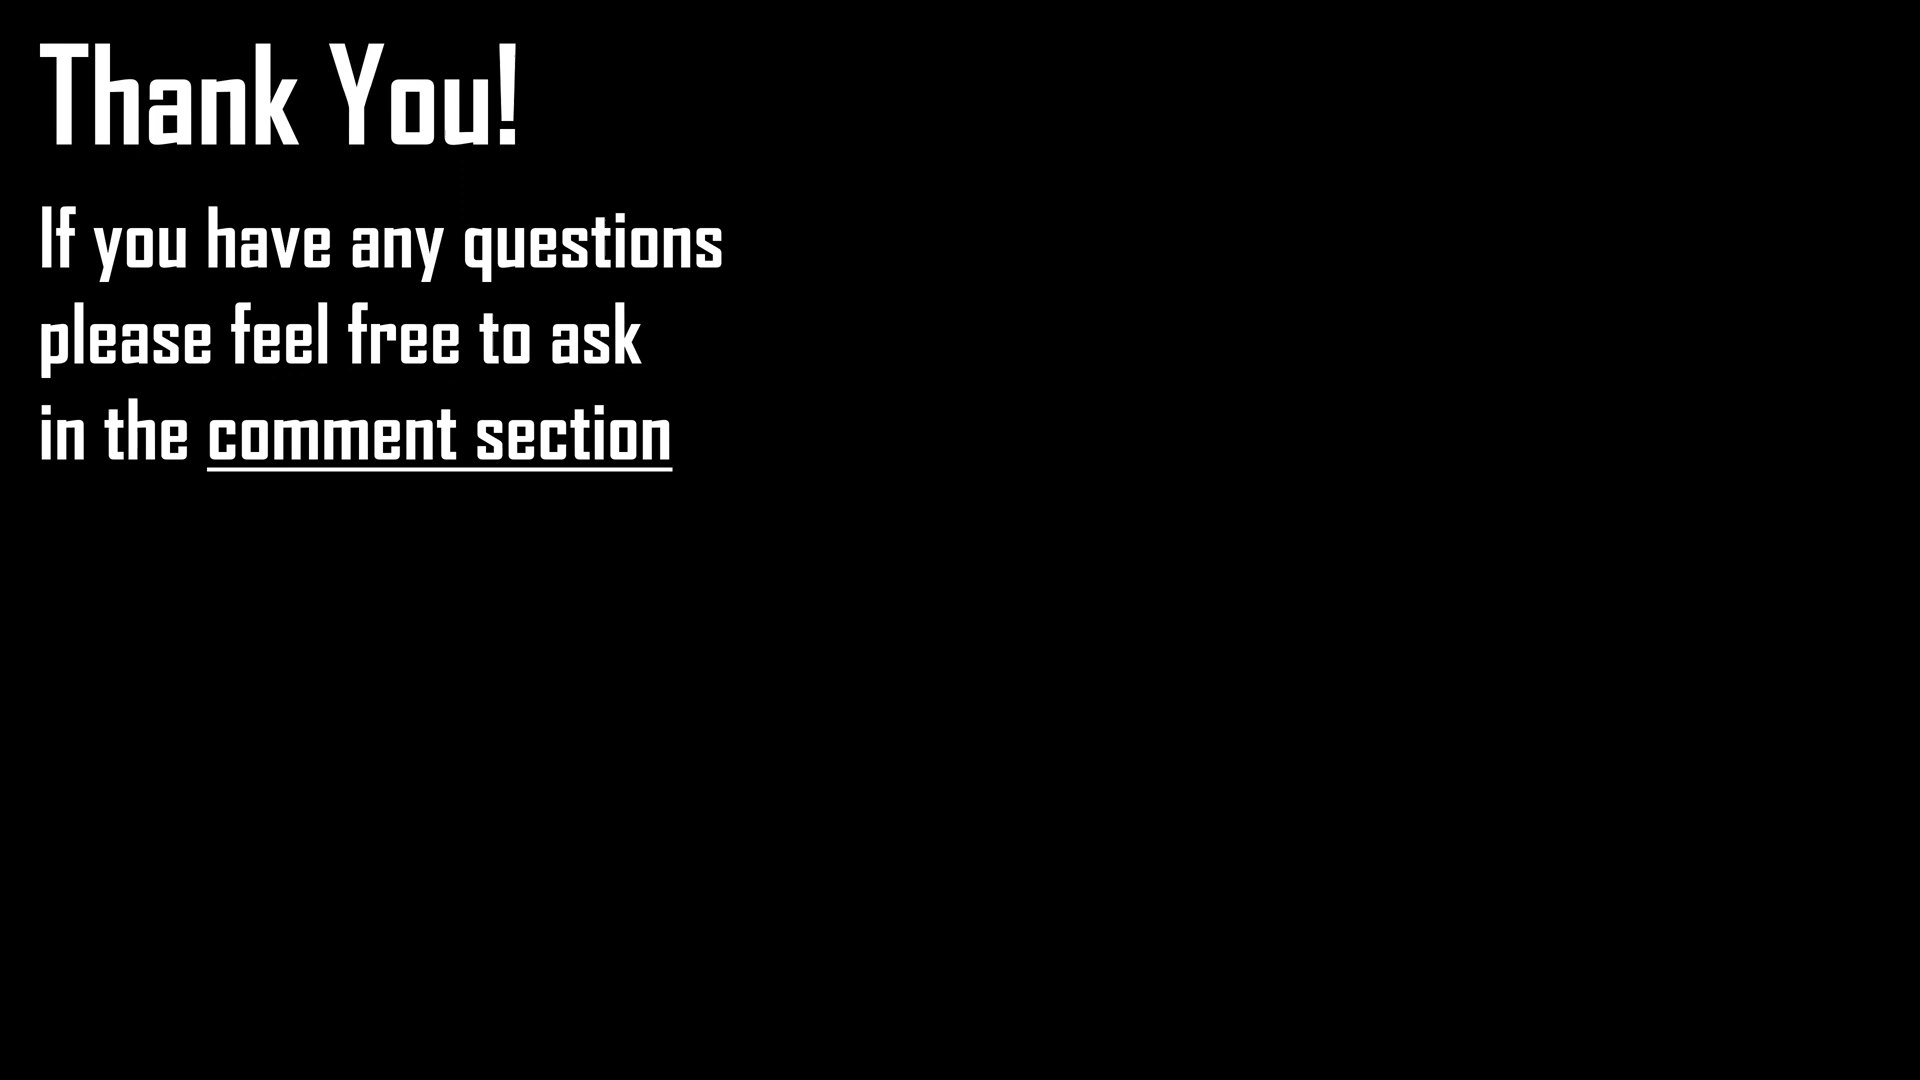 Thank You!
If you have any questions
please feel free to ask
in the comment section